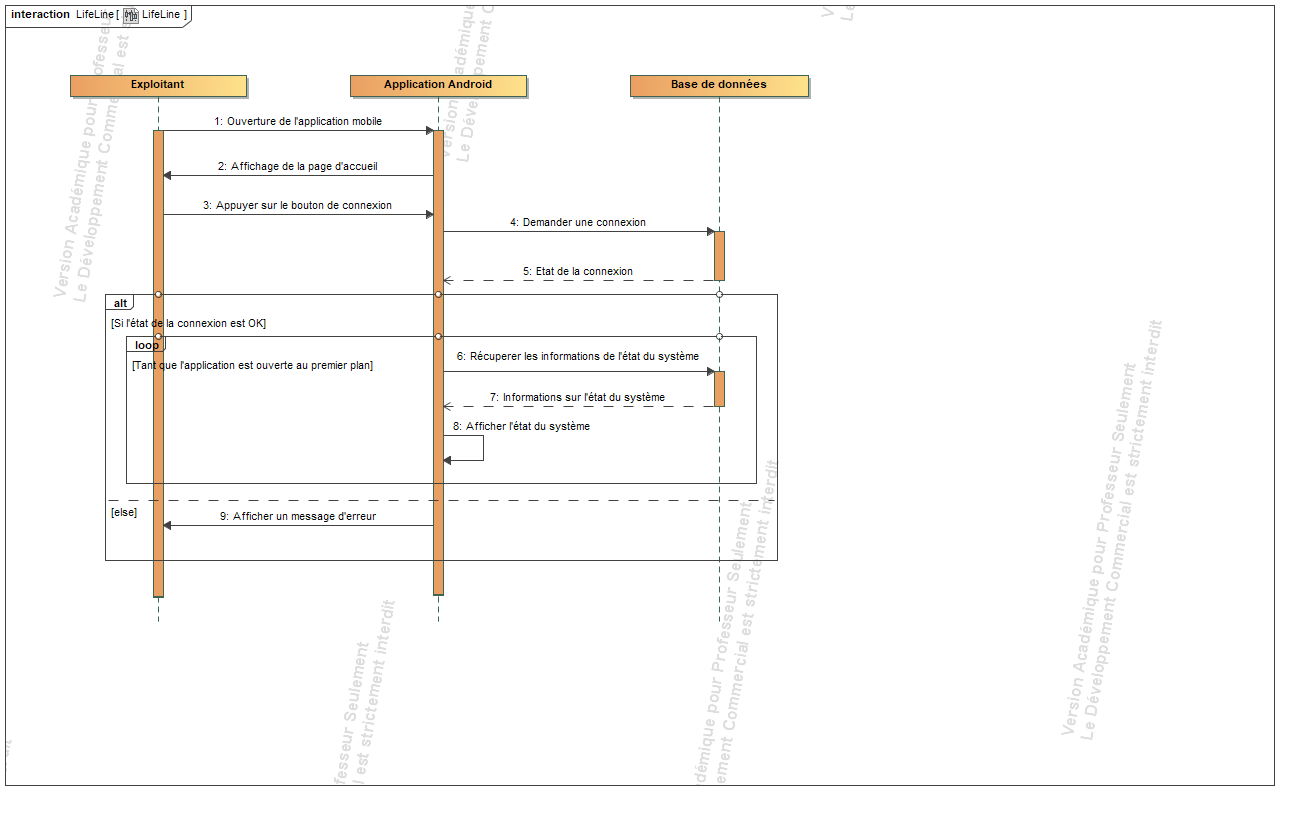 interaction LifeLine [ LifeLine ]
Exploitant
Application Android
Base de données
1: Ouverture de l'application mobile
2: Affichage de la page d'accueil
3: Appuyer sur le bouton de connexion
4: Demander une connexion
5: Etat de la connexion
alt
[Si l'état de la connexion est OK]
loop
[Tant que l'application est ouverte au premier plan]
6: Récuperer les informations de l'état du système
7: Informations sur l'état du système
8: Afficher l'état du système
[else]
9: Afficher un message d'erreur
Version Académique pour Professeur Seulement
Le Développement Commercial est strictement interdit